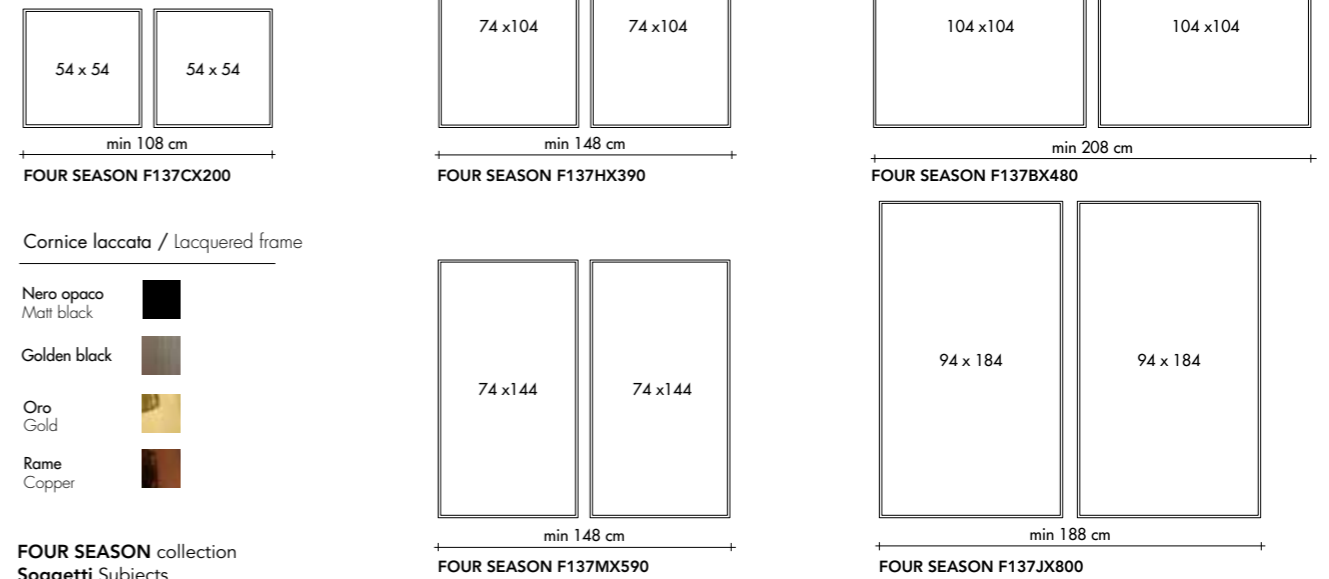 54 x 54
54 x 54
min 108 cm
FOUR SEASON F137CX200
74 x104
74 x104
min 148 cm
FOUR SEASON F137HX390
104 x104
104 x104
min 208 cm
FOUR SEASON F137BX480
Cornice laccata / Lacquered frame
Nero opaco
Matt black
Golden black
Oro
Gold
Rame
Copper
74 x144
74 x144
min 148 cm
FOUR SEASON F137MX590
94 x 184
94 x 184
min 188 cm
FOUR SEASON F137JX800
FOUR SEASON collection
Soggetti Subjects